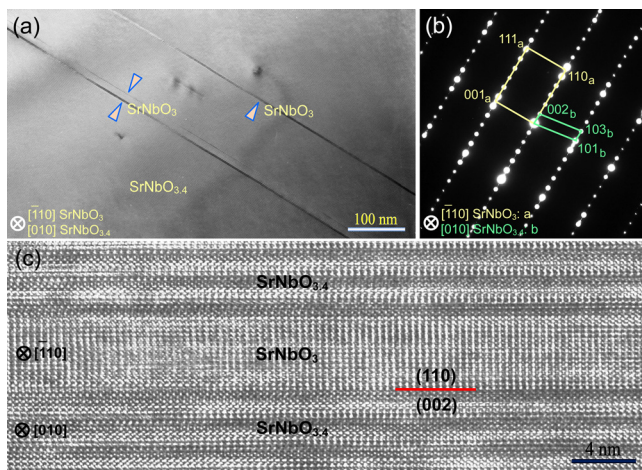 (a)
SrNbO3
SrNbO3
SrNbO3.4
[1̄10] SrNbO3
[010] SrNbO3.4
100 nm
(b)
111a
110a
001a
002b
103b
101b
[1̄10] SrNbO3: a
[010] SrNbO3.4: b
(c)
SrNbO3.4
[1̄10]
SrNbO3
(110)
(002)
[010]
SrNbO3.4
4 nm